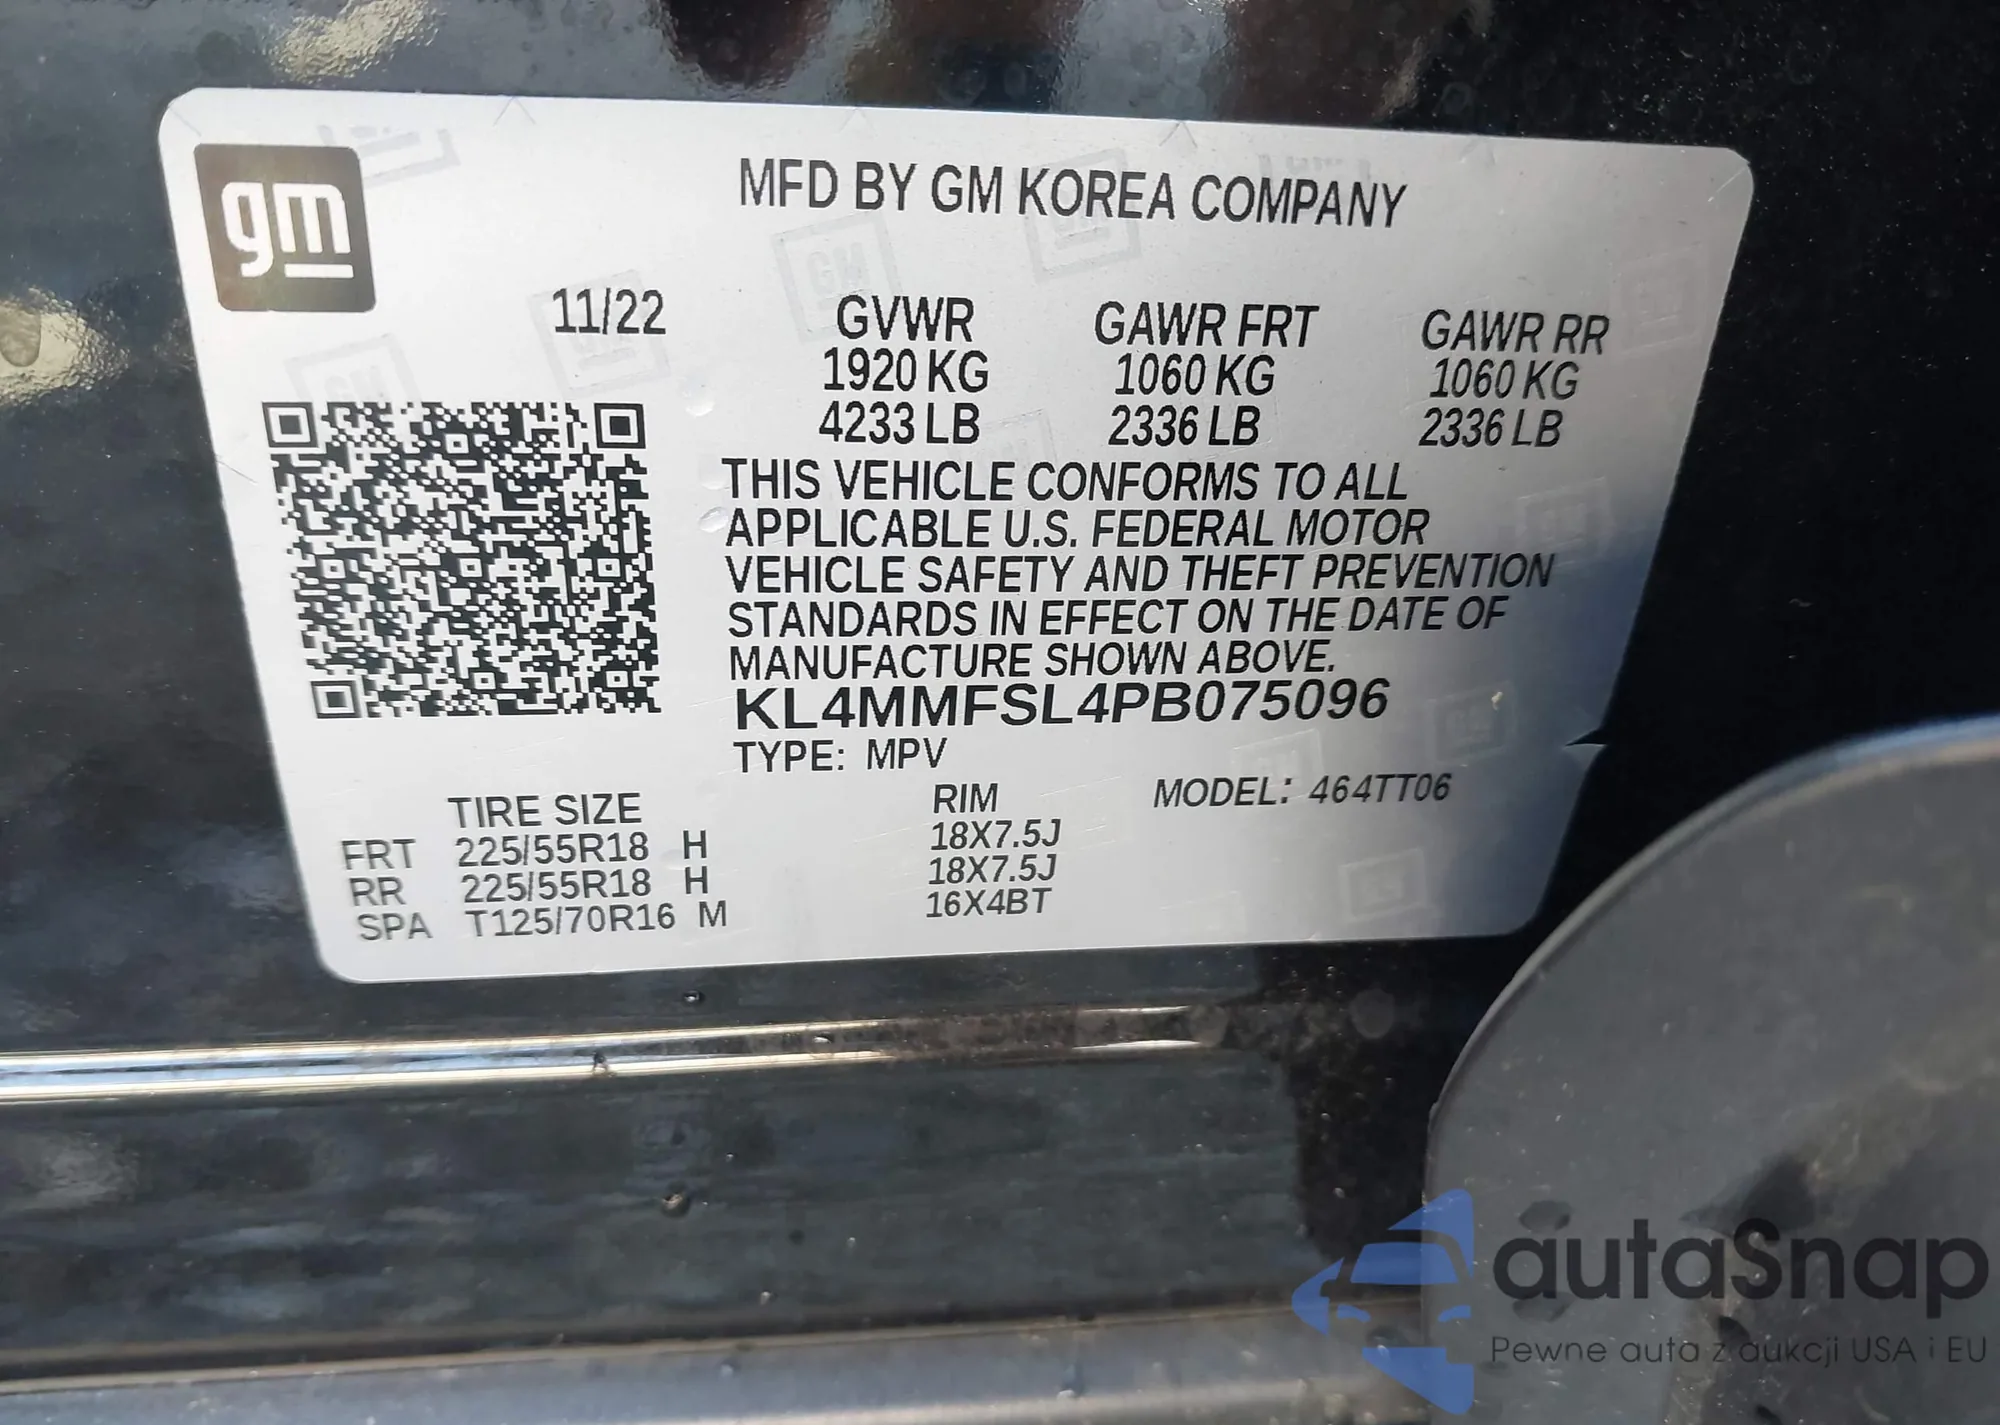 gm
MFD BY GM KOREA COMPANY
11/22 GVWR GAWR FRT GAWR RR
1920 KG 1060 KG 1060 KG
4233 LB 2336 LB 2336 LB
THIS VEHICLE CONFORMS TO ALL
APPLICABLE U.S. FEDERAL MOTOR
VEHICLE SAFETY AND THEFT PREVENTION
STANDARDS IN EFFECT ON THE DATE OF
MANUFACTURE SHOWN ABOVE.
KL4MMFSL4PB075096
TYPE: MPV
TIRE SIZE RIM MODEL: 464TT06
FRT 225/55R18 H 18X7.5J
RR 225/55R18 H 18X7.5J
SPA T125/70R16 M 16X4BT
autaSnap
Pewne auta z aukcji USA i EU